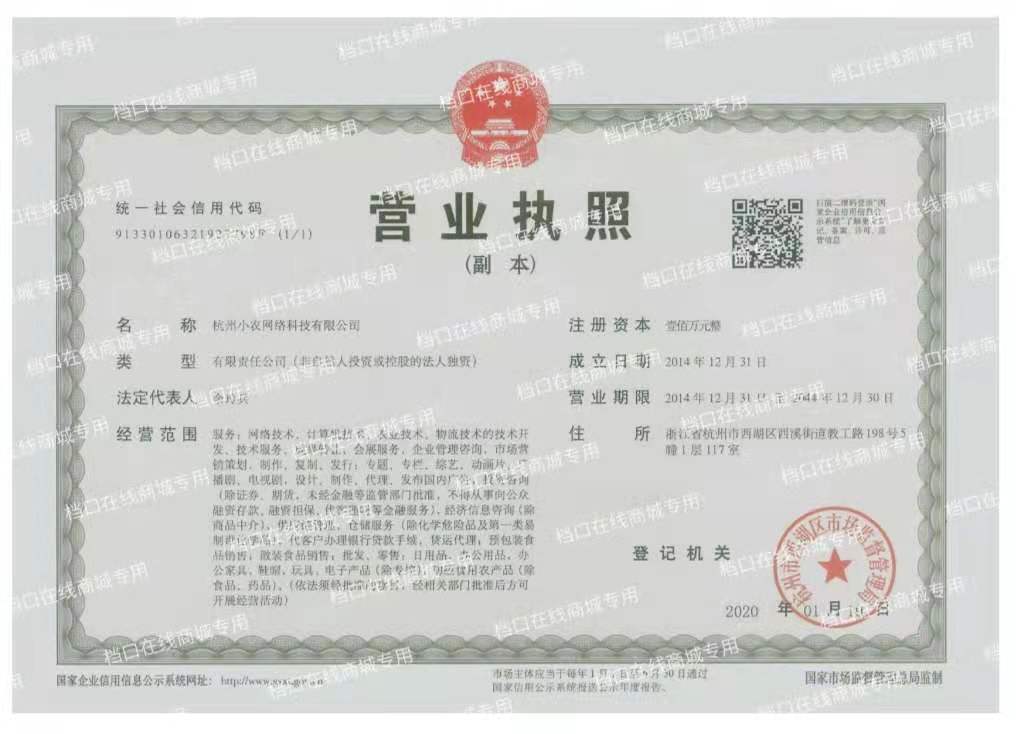 统一社会信用代码
营业执照
(副 本)
扫描二维码登录“国
家企业信用信息公
示系统”了解更多登
记、备案、许可、监
管信息
名 称 杭州小农网络科技有限公司
注册资本 壹佰万元整
类 型 有限责任公司(非自然人投资或控股的法人独资)
成立日期 2014年12月31日
法定代表人
营业期限 2014年12月31日 至 2044年12月30日
经营范围 服务:网络技术、计算机技术、农业技术、物流技术的技术开
住 所 浙江省杭州市西湖区西溪街道教工路198号5
幢1层117室
发、技术服务、成果转让,会展服务,企业管理咨询,市场营
销策划,制作、复制、发行:专题、专栏、综艺、动画片、广
播剧、电视剧,设计、制作、代理、发布国内广告,投资咨询
(除证券、期货,未经金融等监管部门批准,不得从事向公众
融资存款、融资担保、代客理财等金融服务),经济信息咨询(除
商品中介),供应链管理,仓储服务(除化学危险品及第一类易
制毒化学品),代客户办理银行贷款手续,货运代理;预包装食
品销售;散装食品销售;批发、零售:日用品,办公用品,办
公家具,鞋帽,玩具,电子产品(除专控),初级食用农产品(除
食品、药品)。(依法须经批准的项目,经相关部门批准后方可
开展经营活动)
登记机关
杭州市西湖区市场监督管理局
2020 年 01 月 19 日
国家企业信用信息公示系统网址:
市场主体应当于每年1月1日至6月30日通过
国家信用公示系统报送公示年度报告。
国家市场监督管理总局监制
档口在线商城专用